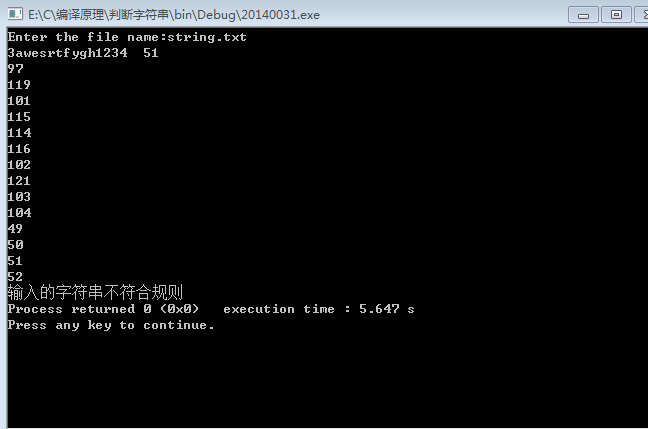 E:\C\编译原理\判断字符串\bin\Debug\20140031.exe
Enter the file name:string.txt
3awesrtfygh1234  51
97
119
101
115
114
116
102
121
103
104
49
50
51
52
输入的字符串不符合规则
Process returned 0 (0x0)   execution time : 5.647 s
Press any key to continue.